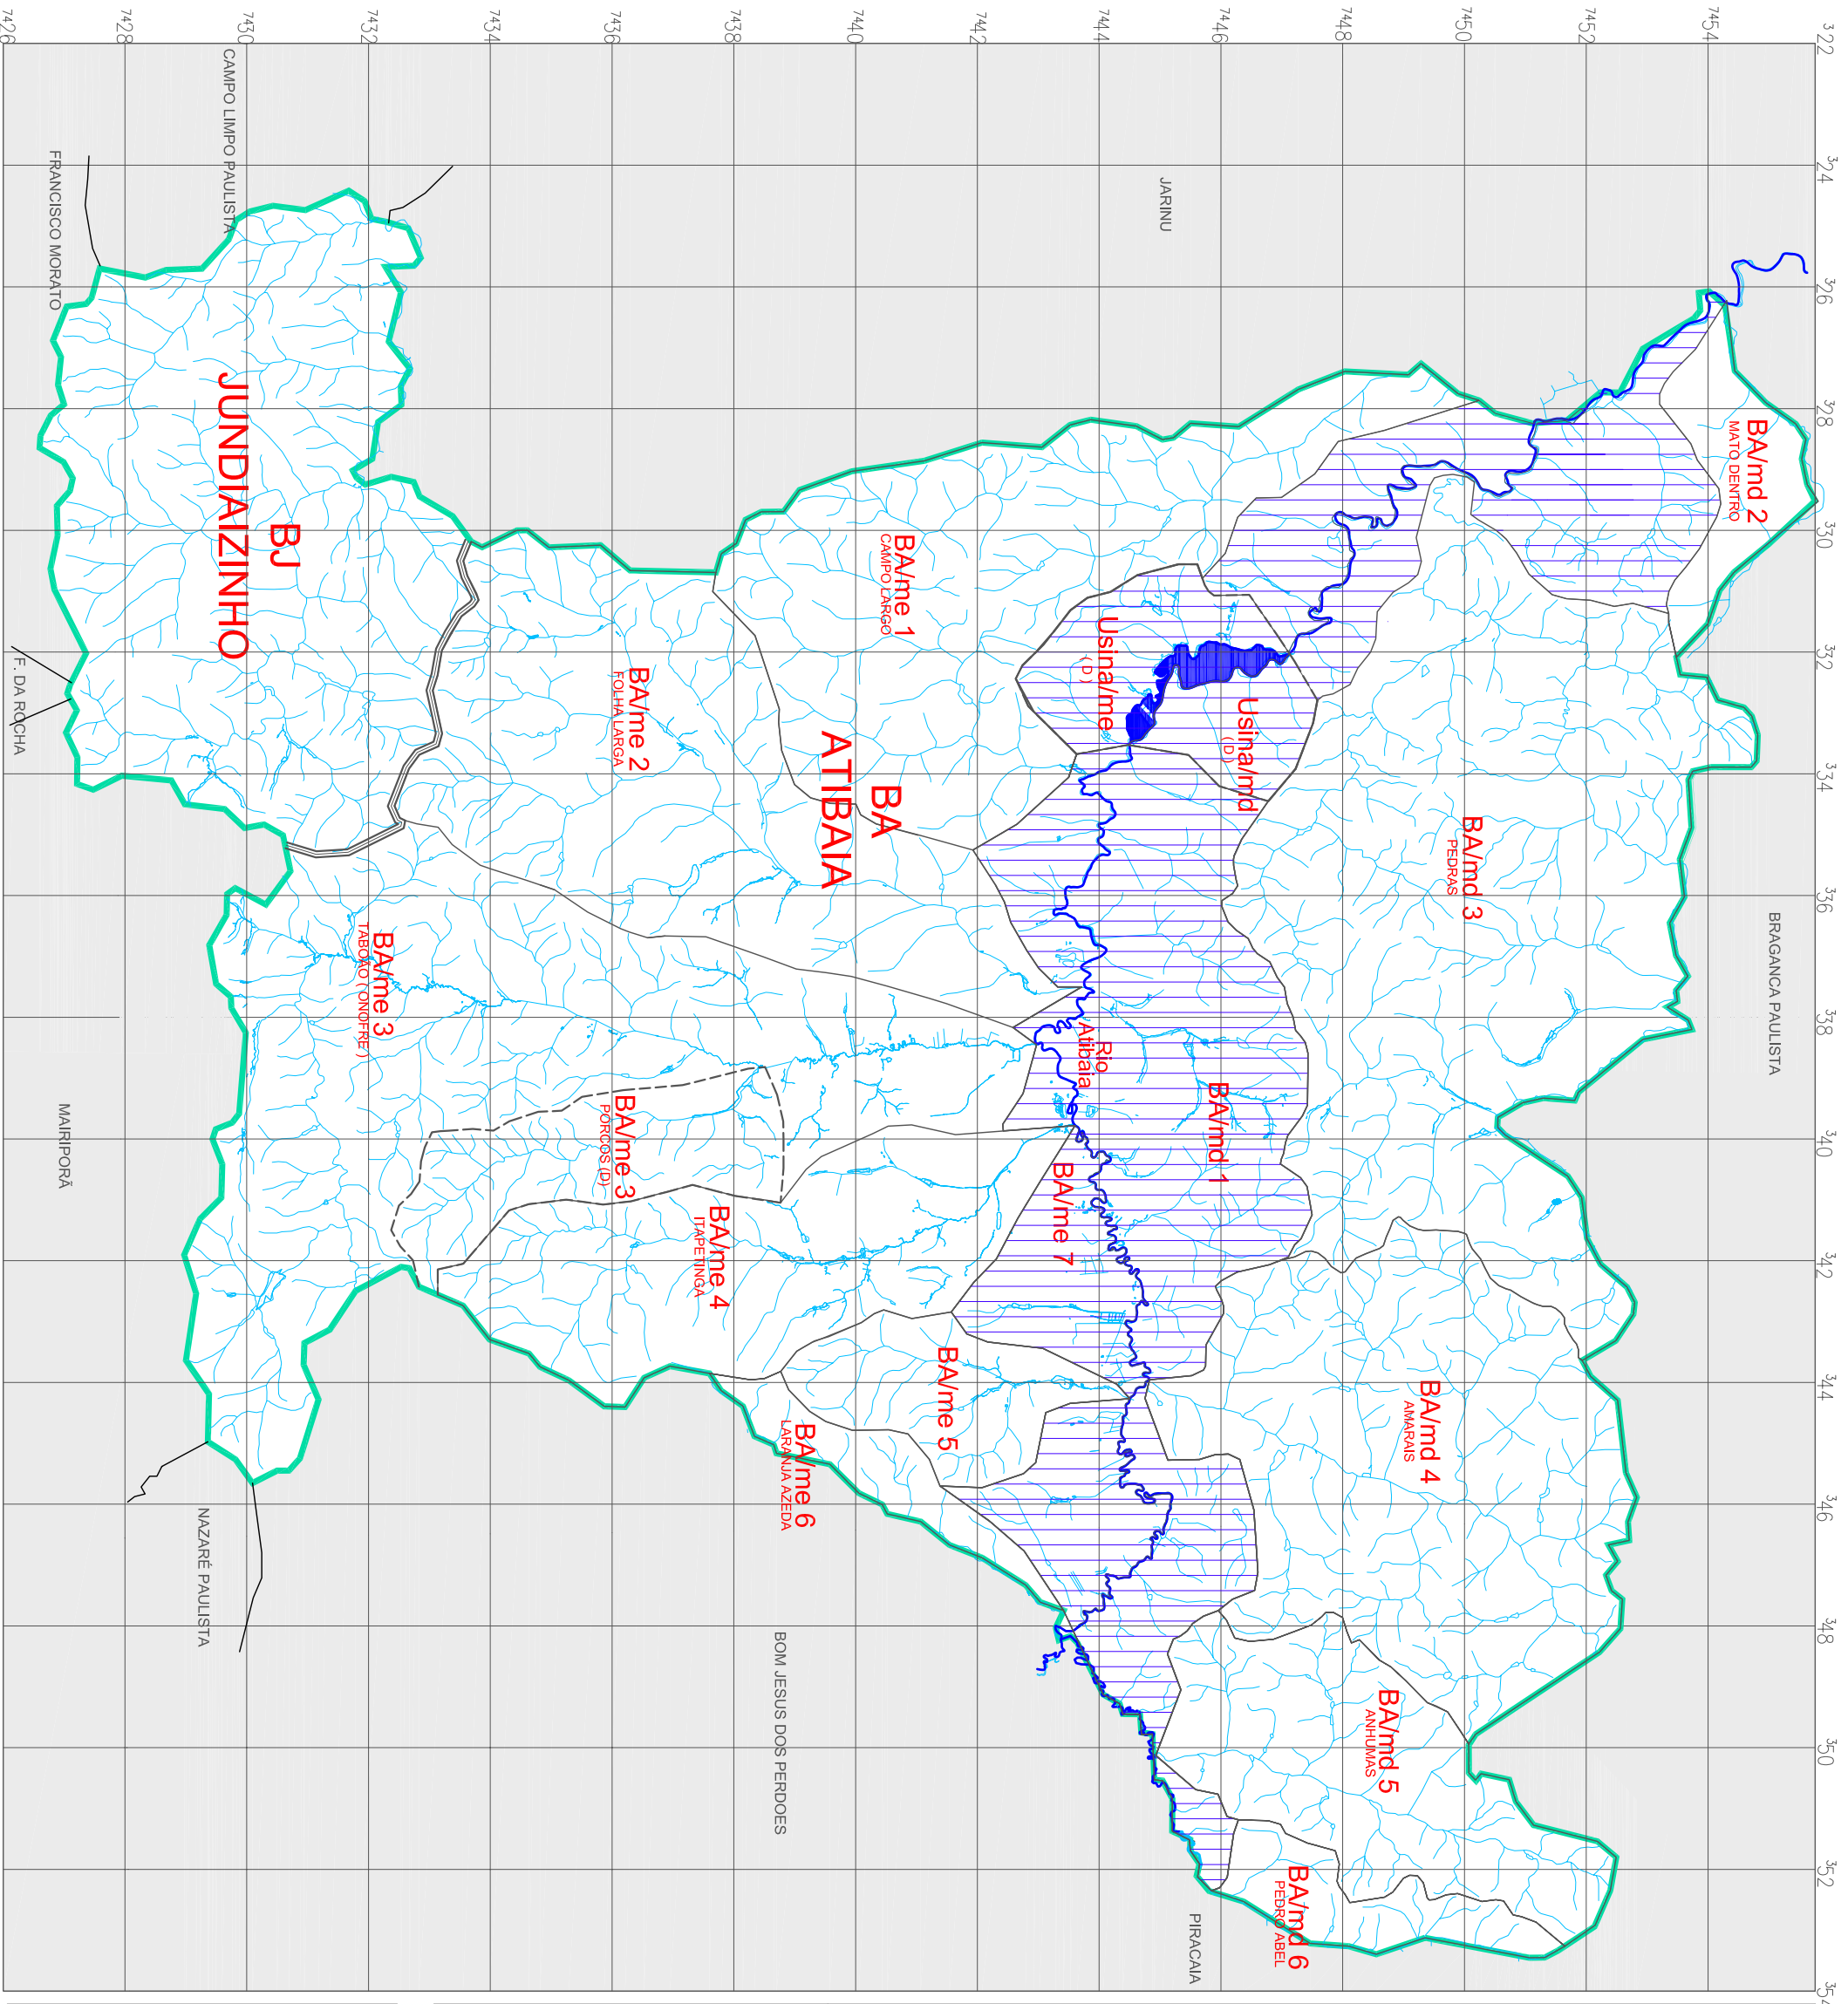 322
324
326
328
330
332
334
336
338
340
342
344
346
348
350
352
7454
7452
7450
7448
7446
7444
7442
7440
7438
7436
7434
7432
7430
7428
7426
BRAGANCA PAULISTA
JARINU
PIRACAIA
BOM JESUS DOS PERDOES
NAZARÉ PAULISTA
MAIRIPORÃ
CAMPO LIMPO PAULISTA
FRANCISCO MORATO
F. DA ROCHA
BA/md 2
MATO DENTRO
BA/md 3
PEDRAS
BA/md 4
AMARAIS
BA/md 5
ANHUMAS
BA/md 6
PEDRO ABEL
Usina/md
( D )
Usina/me
( D )
BA/md 1
Rio
Atibaia
BA/me 7
BA/me 5
BA/me 1
CAMPO LARGO
BA
ATIBAIA
BA/me 6
LARANJA AZEDA
BA/me 4
ITAPETINGA
BA/me 2
FOLHA LARGA
BA/me 3
PORCOS (D)
BA/me 3
TABOÃO ( ONOFRE )
BJ
JUNDIAIZINHO